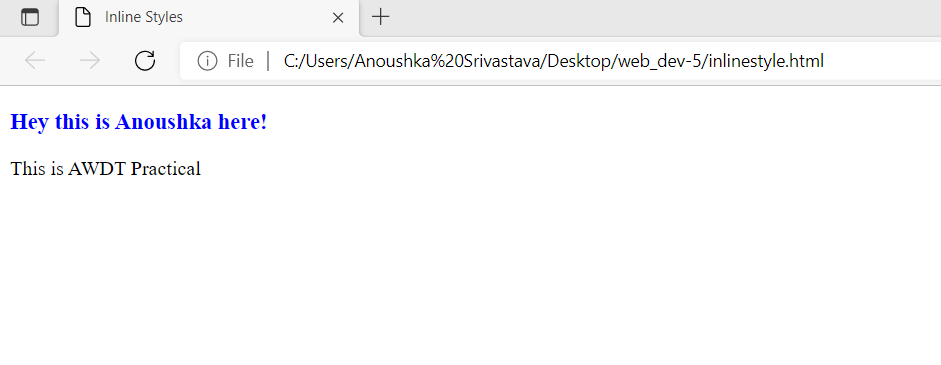 Inline Styles
File | C:/Users/Anoushka%20Srivastava/Desktop/web_dev-5/inlinestyle.html
Hey this is Anoushka here!
This is AWDT Practical